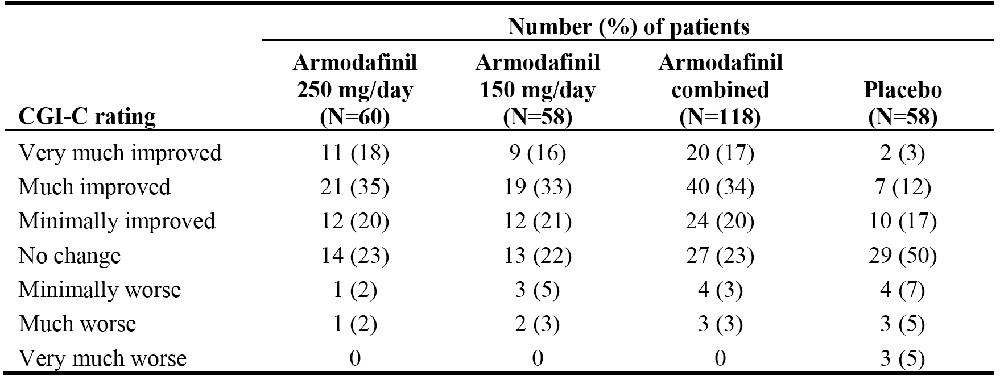 Number (%) of patients
Armodafinil Armodafinil Armodafinil
250 mg/day 150 mg/day combined Placebo
CGI-C rating (N=60) (N=58) (N=118) (N=58)
Very much improved 11 (18) 9 (16) 20 (17) 2 (3)
Much improved 21 (35) 19 (33) 40 (34) 7 (12)
Minimally improved 12 (20) 12 (21) 24 (20) 10 (17)
No change 14 (23) 13 (22) 27 (23) 29 (50)
Minimally worse 1 (2) 3 (5) 4 (3) 4 (7)
Much worse 1 (2) 2 (3) 3 (3) 3 (5)
Very much worse 0 0 0 3 (5)